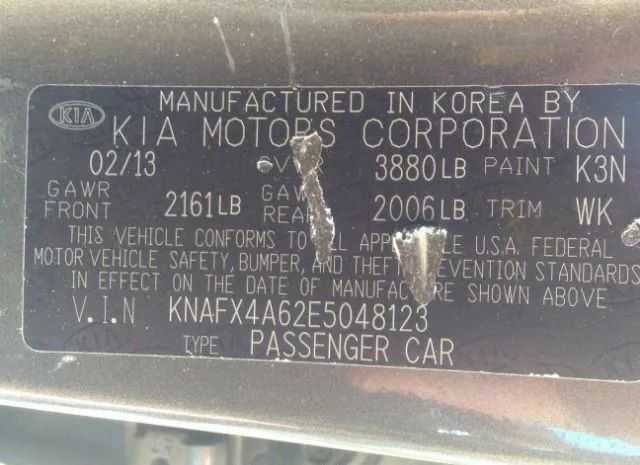 KIA
MANUFACTURED IN KOREA BY
KIA MOTORS CORPORATION
02/13 3880LB PAINT K3N
GAWR FRONT 2161LB REAR 2006LB TRIM WK
THIS VEHICLE CONFORMS TO U.S.A. FEDERAL
MOTOR VEHICLE SAFETY, BUMPER, AND THEFT STANDARDS
IN EFFECT ON THE DATE OF MANUFACTURE SHOWN ABOVE
V.I.N KNAFX4A62E5048123
TYPE PASSENGER CAR